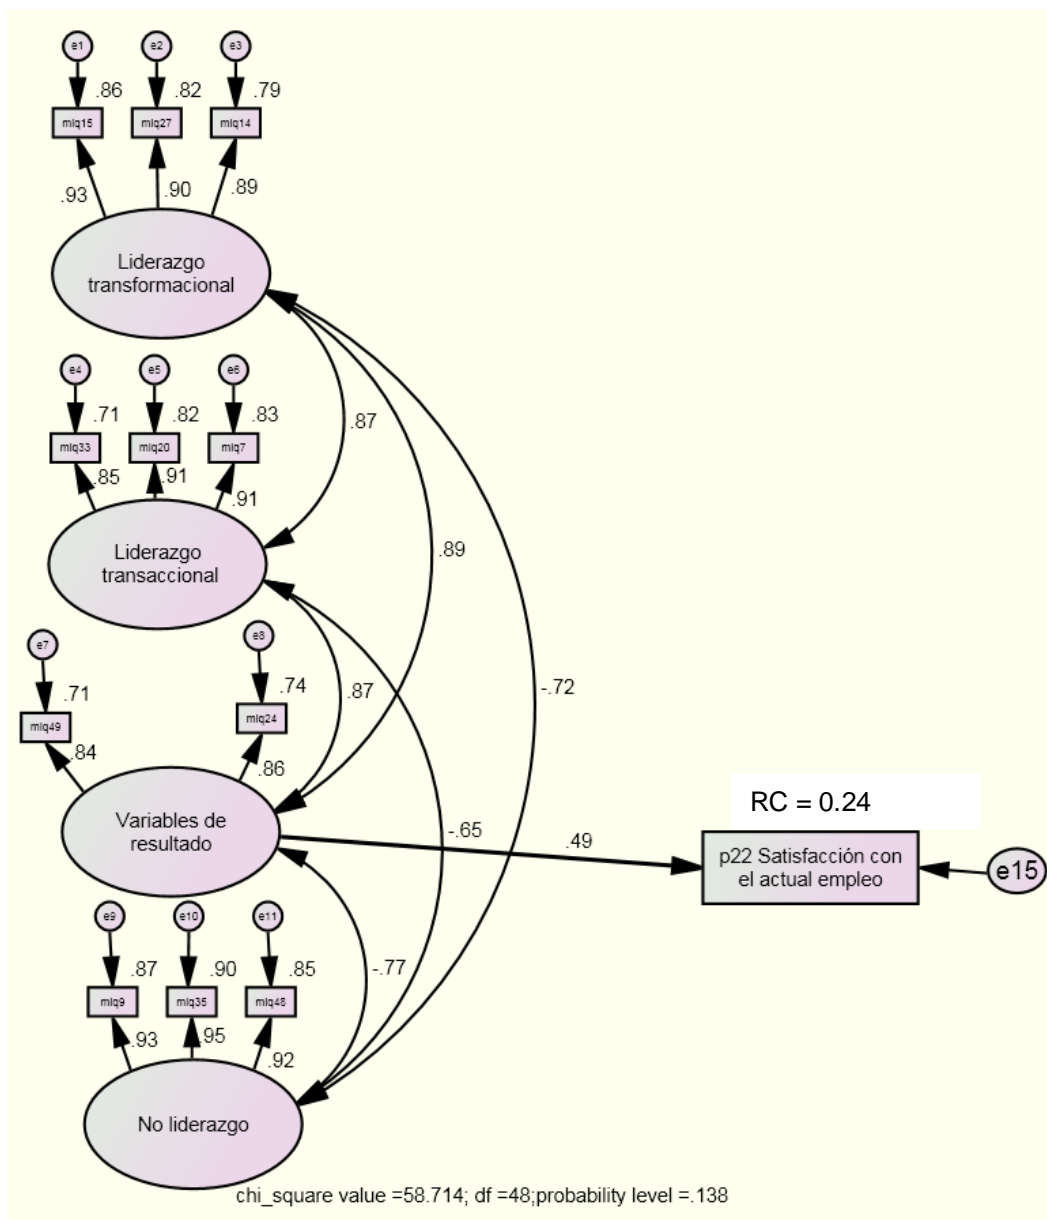 e1 e2 e3
.86 .82 .79
mlq15 mlq27 mlq14
.93 .90 .89
Liderazgo
transformacional
e4 e5 e6
.71 .82 .83
mlq33 mlq20 mlq7
.85 .91 .91
Liderazgo
transaccional
.87
.89
-.72
e7 e8
.71 .74
mlq49 mlq24
.84 .86
.87
Variables de
resultado
-.65
.49
RC = 0.24
p22 Satisfacción con
el actual empleo
e15
e9 e10 e11
.87 .90 .85
-.77
mlq9 mlq35 mlq48
.93 .95 .92
No liderazgo
chi_square value =58.714; df =48;probability level =.138